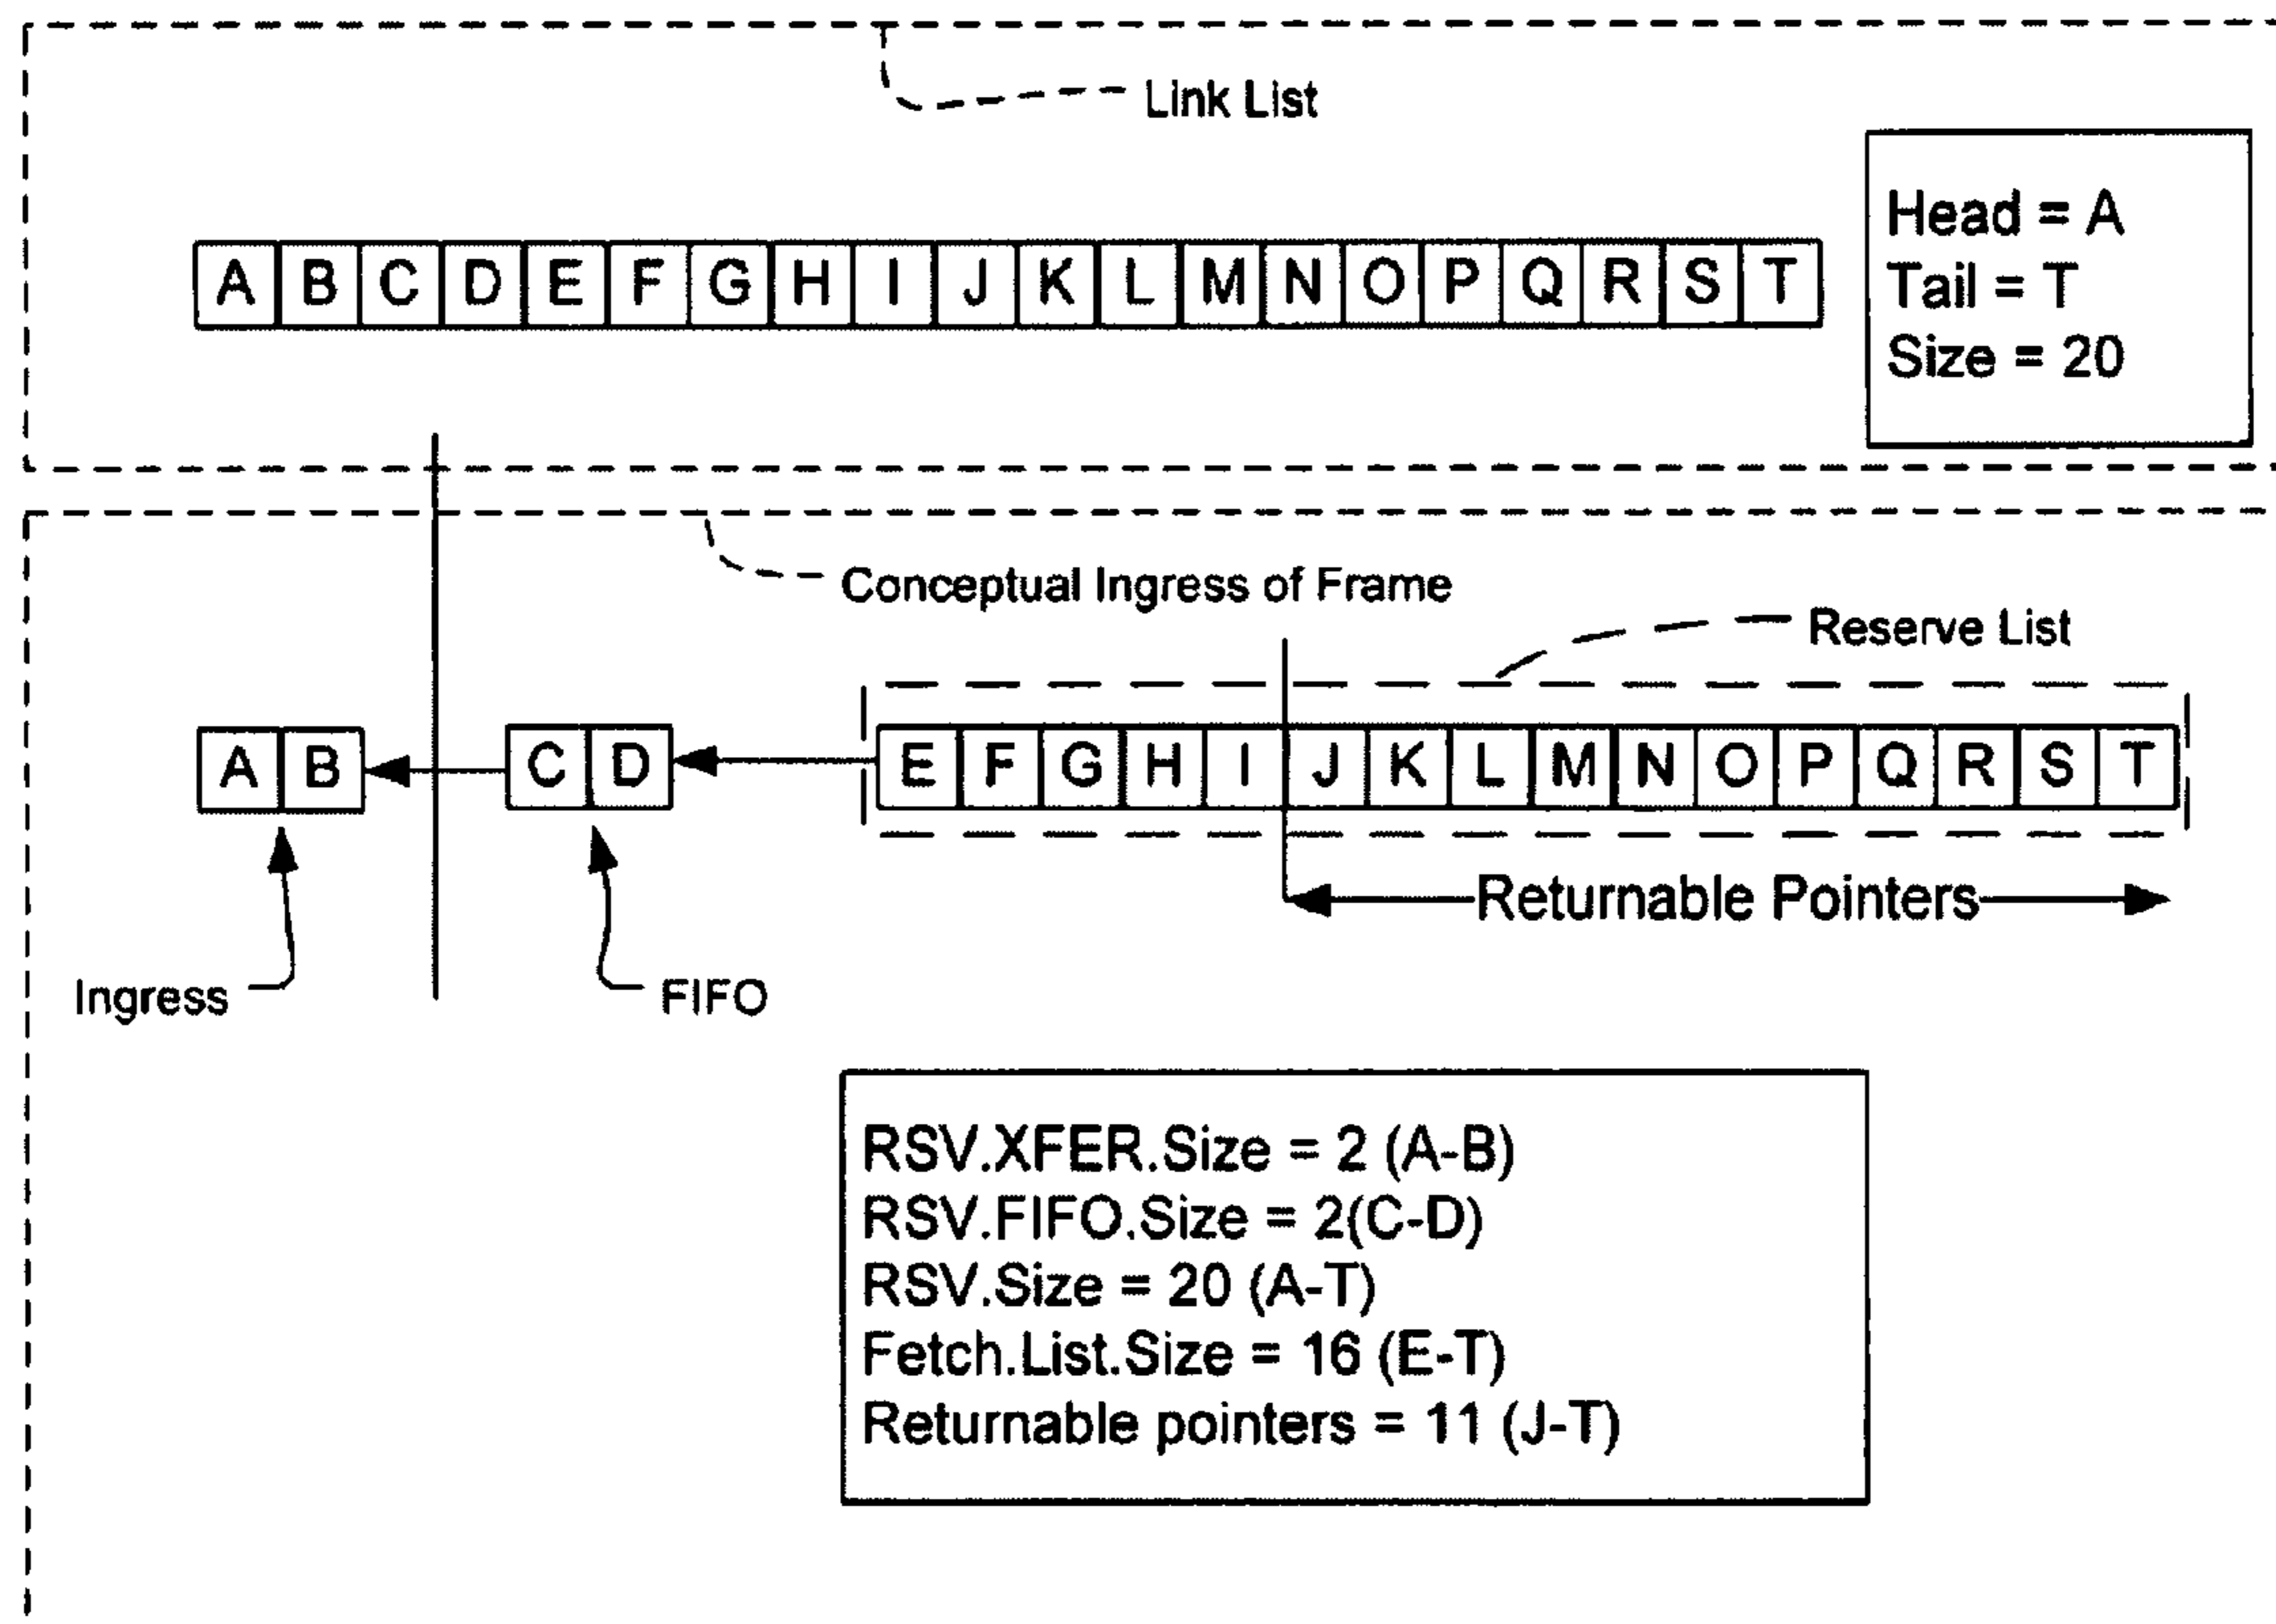 Link List
Head = A
Tail = T
Size = 20
A B C D E F G H I J K L M N O P Q R S T
Conceptual Ingress of Frame
Reserve List
A B C D E F G H I J K L M N O P Q R S T
Returnable Pointers
Ingress
FIFO
RSV.XFER.Size = 2 (A-B)
RSV.FIFO.Size = 2(C-D)
RSV.Size = 20 (A-T)
Fetch.List.Size = 16 (E-T)
Returnable pointers = 11 (J-T)